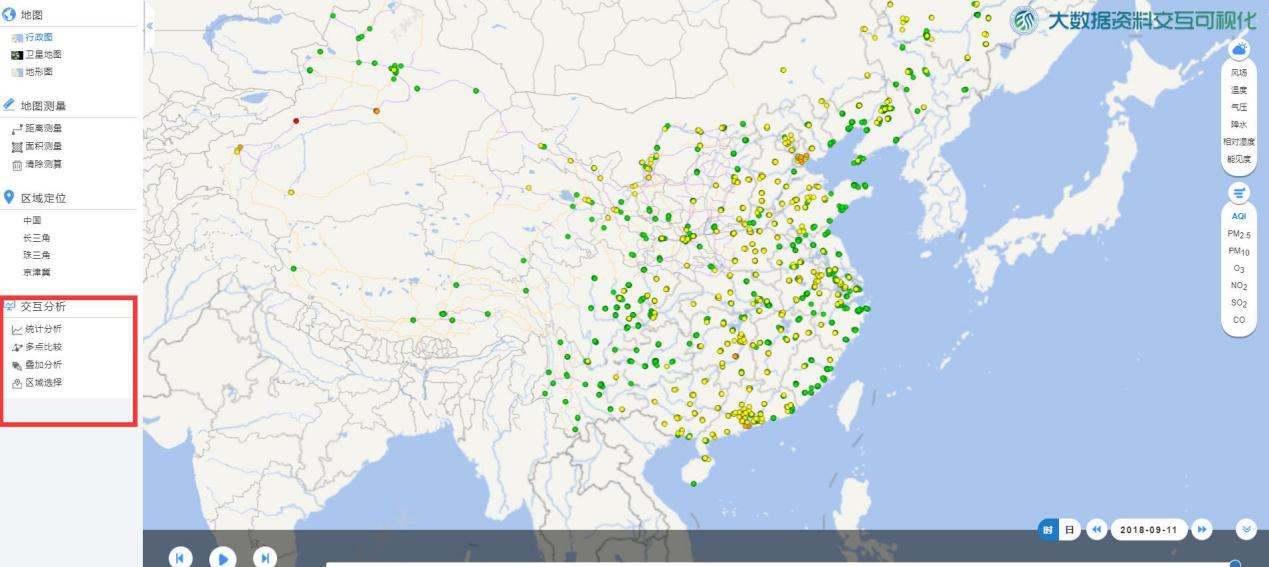 地图
行政图
卫星地图
地形图
地图测量
距离测量
面积测量
清除测算
区域定位
中国
长三角
珠三角
京津冀
交互分析
统计分析
多点比较
叠加分析
区域选择
大数据资料交互可视化
风场
温度
气压
降水
相对湿度
能见度
AQI
PM2.5
PM10
O3
NO2
SO2
CO
时 日 2018-09-11